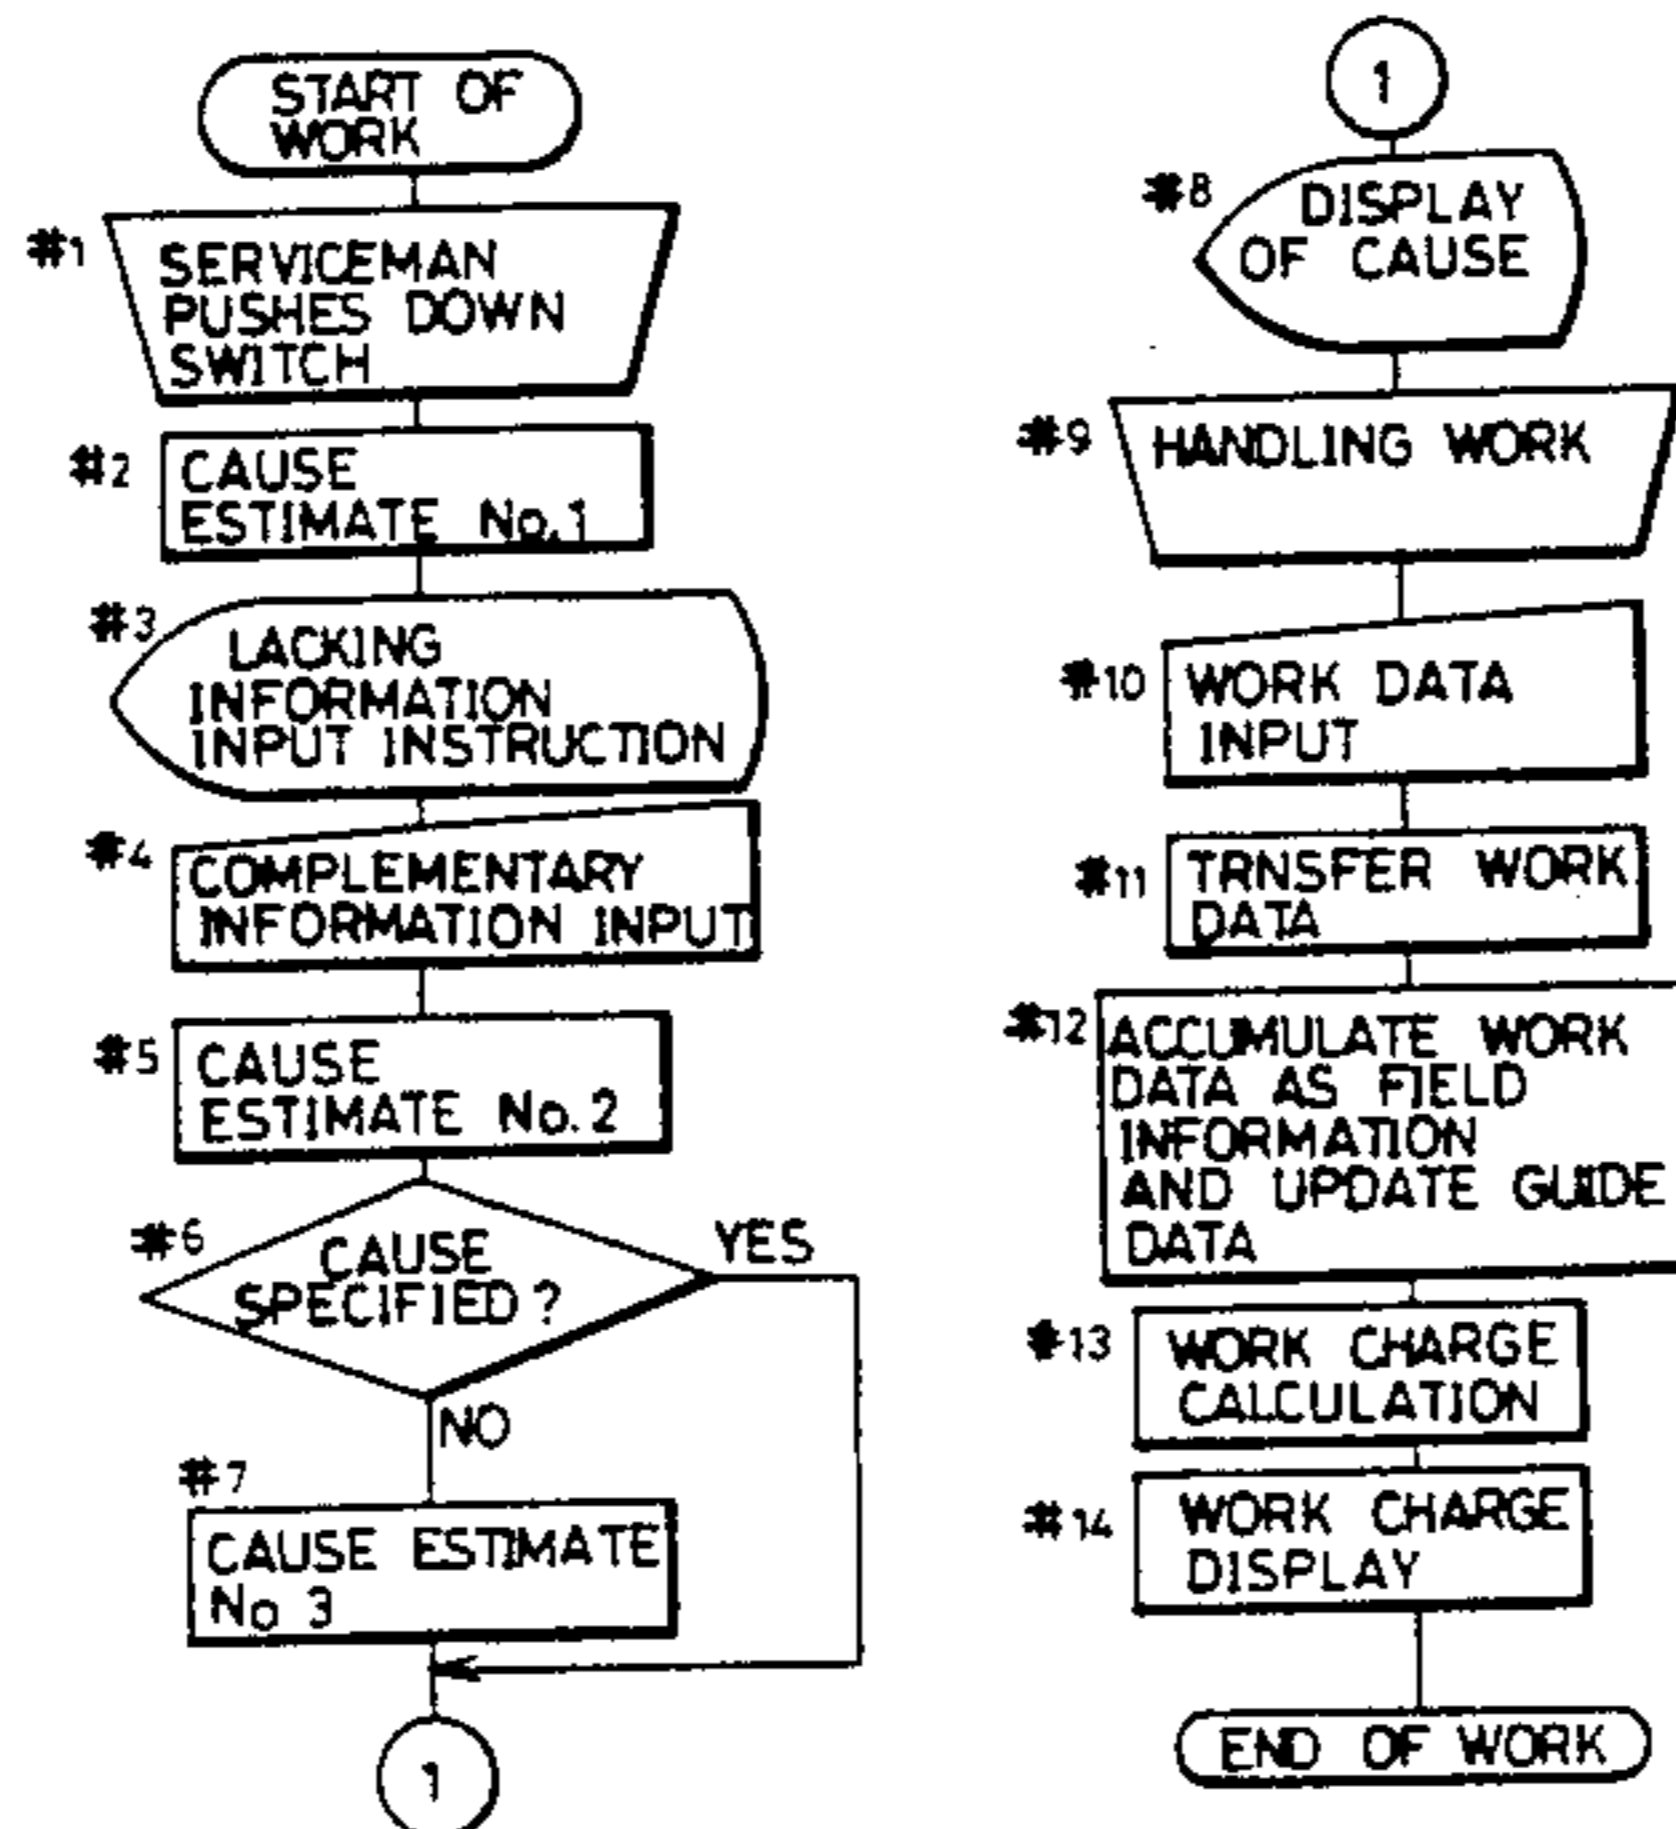 START OF
WORK
#1
SERVICEMAN
PUSHES DOWN
SWITCH
#2
CAUSE
ESTIMATE No.1
#3
LACKING
INFORMATION
INPUT INSTRUCTION
#4
COMPLEMENTARY
INFORMATION INPUT
#5
CAUSE
ESTIMATE No.2
#6
CAUSE
SPECIFIED?
YES
NO
#7
CAUSE ESTIMATE
No 3
1
1
#8
DISPLAY
OF CAUSE
#9
HANDLING WORK
#10
WORK DATA
INPUT
#11
TRNSFER WORK
DATA
#12
ACCUMULATE WORK
DATA AS FIELD
INFORMATION
AND UPDATE GUIDE
DATA
#13
WORK CHARGE
CALCULATION
#14
WORK CHARGE
DISPLAY
END OF WORK